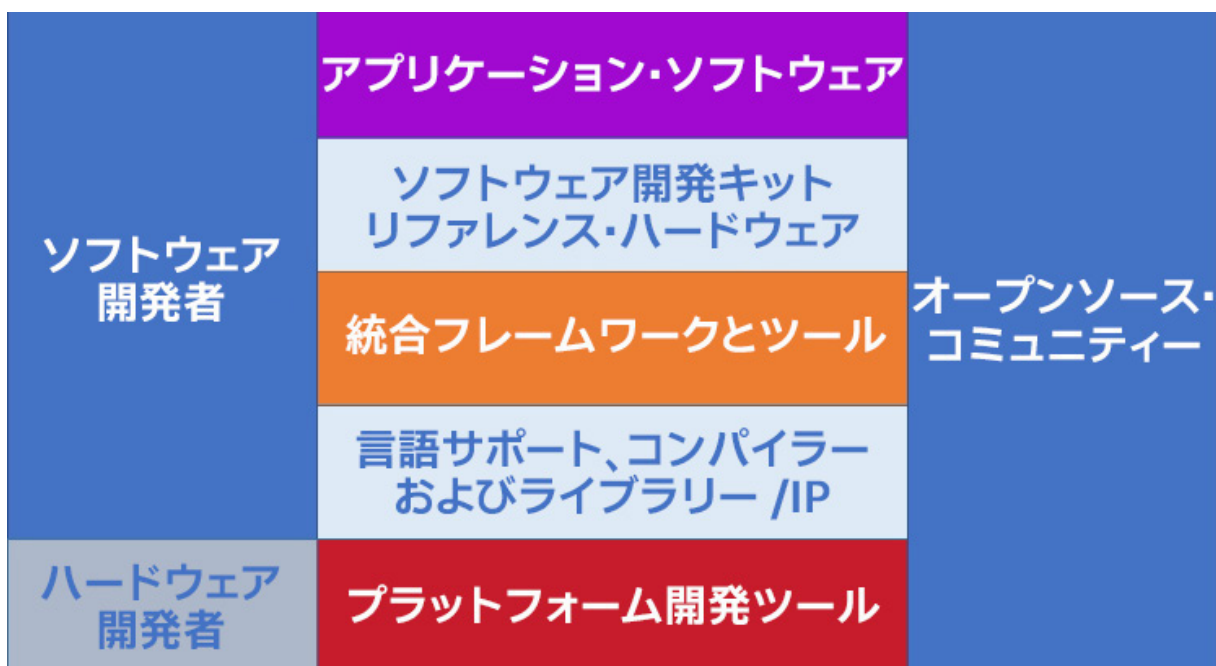 アプリケーション・ソフトウェア
ソフトウェア開発キット
リファレンス・ハードウェア
ソフトウェア
開発者
統合フレームワークとツール
オープンソース・
コミュニティー
言語サポート、コンパイラー
およびライブラリー /IP
ハードウェア
開発者
プラットフォーム開発ツール